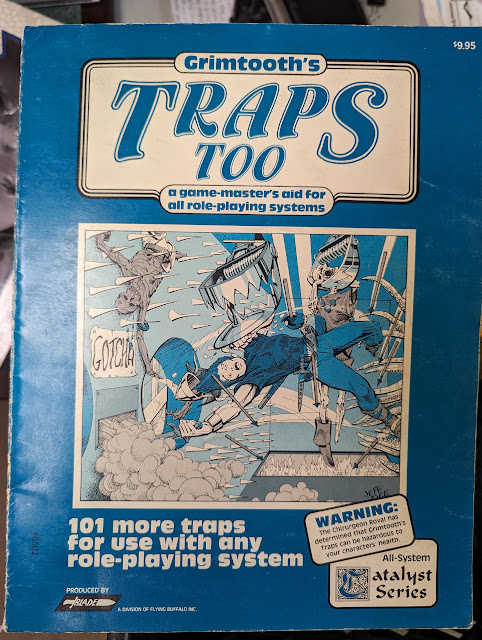 $9.95
Grimtooth's
TRAPS
TOO
a game-master's aid for
all role-playing systems
GOTCHA
JEFF
DEE
101 more traps
for use with any
role-playing system
WARNING:
The Chirurgeon Royal has
determined that Grimtooth's
Traps can be hazardous to
your characters' health.
All-System
Catalyst
Series
PRODUCED BY
BLADE
A DIVISION OF FLYING BUFFALO INC.